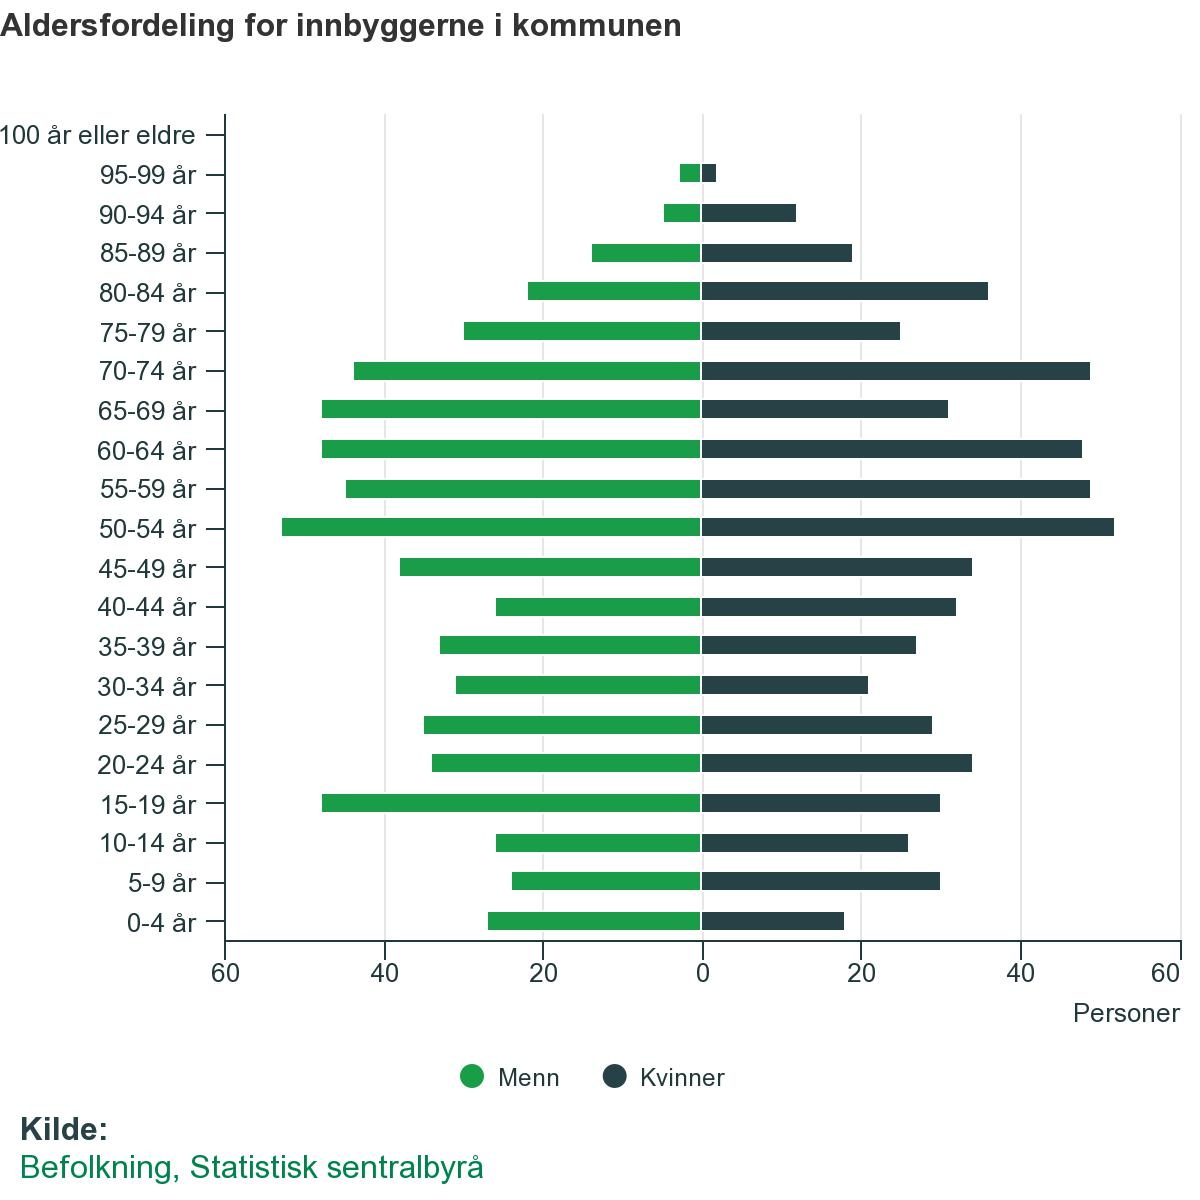 Aldersfordeling for innbyggerne i kommunen
100 år eller eldre
95-99 år
90-94 år
85-89 år
80-84 år
75-79 år
70-74 år
65-69 år
60-64 år
55-59 år
50-54 år
45-49 år
40-44 år
35-39 år
30-34 år
25-29 år
20-24 år
15-19 år
10-14 år
5-9 år
0-4 år
60 40 20 0 20 40 60
Personer
Menn Kvinner
Kilde:
Befolkning, Statistisk sentralbyrå